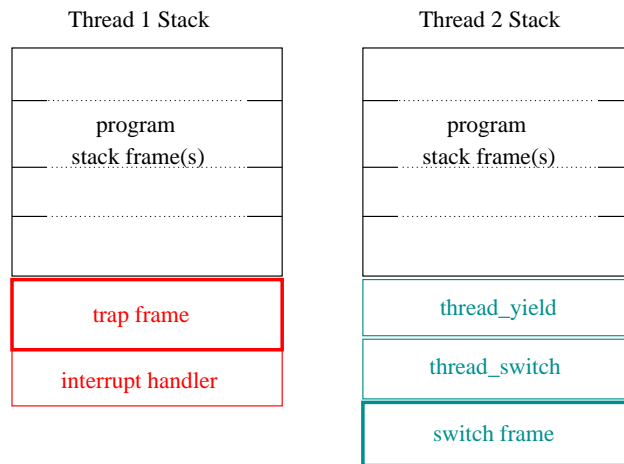 Thread 1 Stack
Thread 2 Stack
program
stack frame(s)
program
stack frame(s)
trap frame
interrupt handler
thread_yield
thread_switch
switch frame